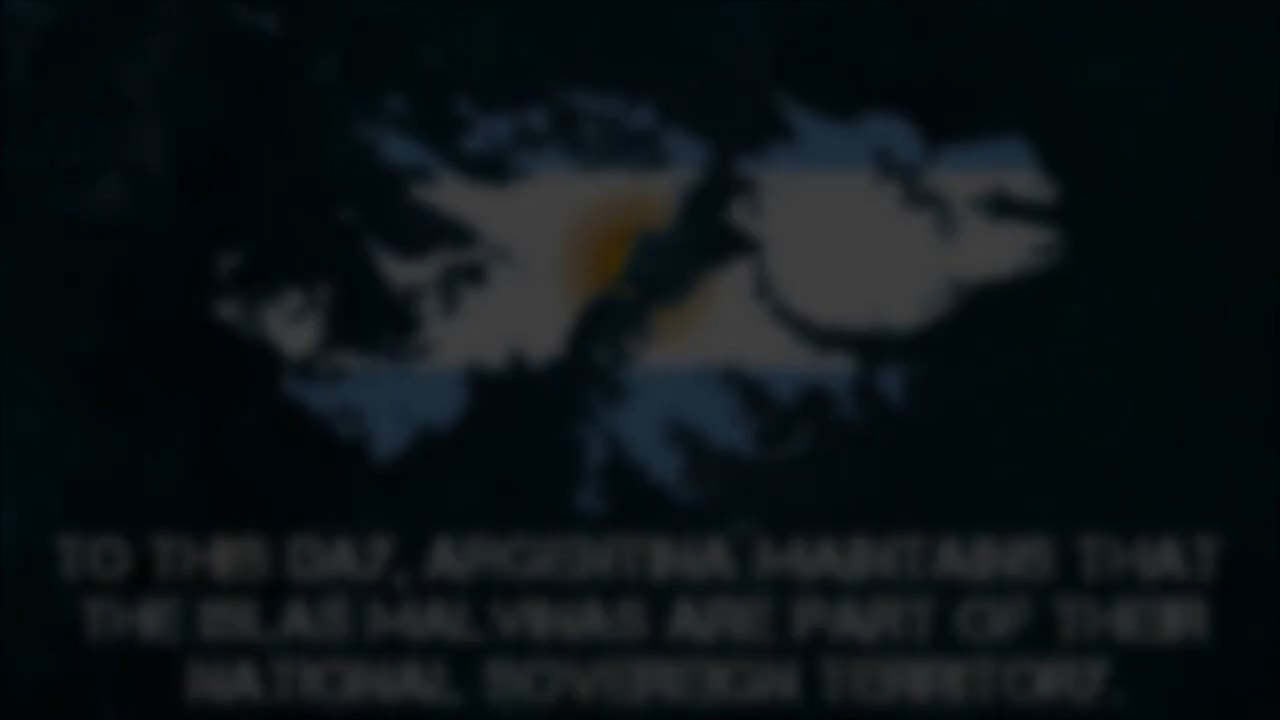 TO THIS DAY, ARGENTINA MAINTAINS THAT
THE ISLAS MALVINAS ARE PART OF THEIR
NATIONAL SOVEREIGN TERRITORY.